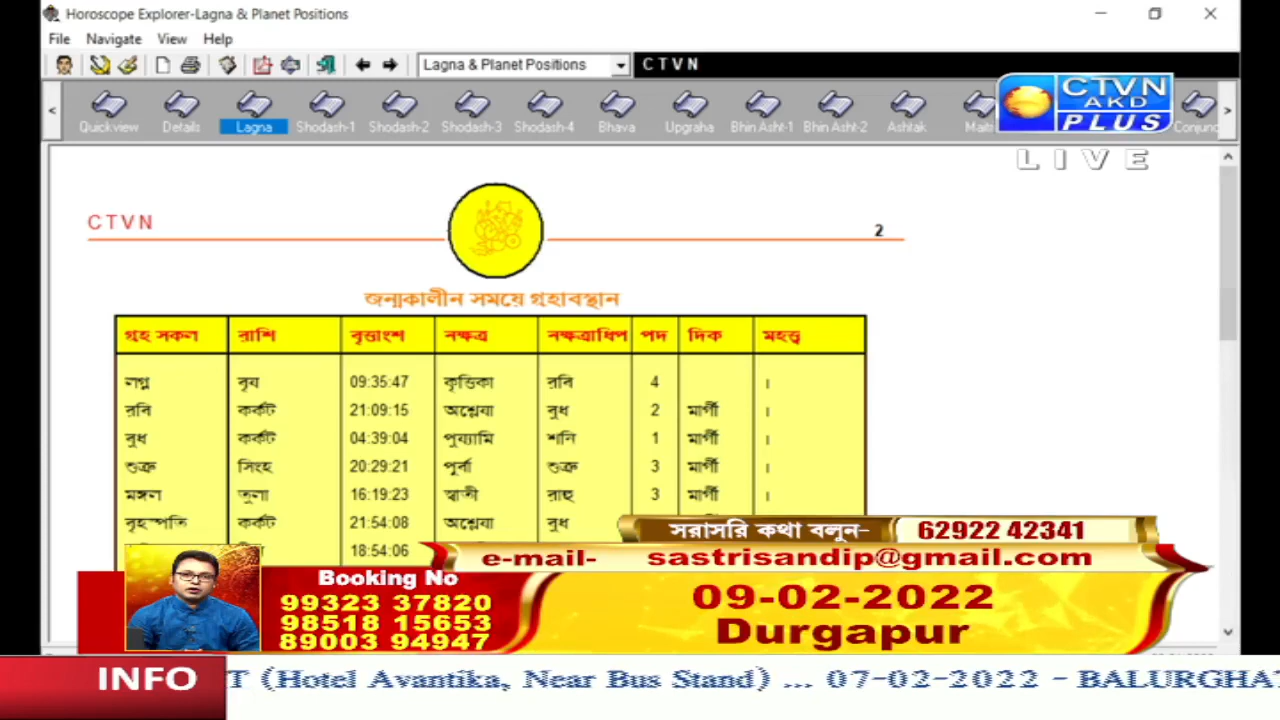 Horoscope Explorer-Lagna & Planet Positions
File Navigate View Help
Lagna & Planet Positions CTVN
Quickview Details Lagna Shodash-1 Shodash-2 Shodash-3 Shodash-4 Bhava Upgraha Bhin Asht-1 Bhin Asht-2 Ashtak
CTVN AKD PLUS
LIVE
CTVN 2
জন্মকালীন সময়ে গ্রহাবস্থান
গ্রহ সকল রাশি বৃত্তাংশ নক্ষত্র নক্ষত্রাধিপ পদ দিক মহত্ত্ব
লগ্ন বৃষ 09:35:47 কৃত্তিকা রবি 4 ।
রবি কর্কট 21:09:15 অশ্লেষা বুধ 2 মার্গী ।
বুধ কর্কট 04:39:04 পুষ্যামি শনি 1 মার্গী ।
শুক্র সিংহ 20:29:21 পুর্বা শুক্র 3 মার্গী ।
মঙ্গল তুলা 16:19:23 স্বাতী রাহু 3 মার্গী ।
বৃহস্পতি কর্কট 21:54:08 অশ্লেষা বুধ
18:54:06
সরাসরি কথা বলুন- 62922 42341
e-mail- sastrisandip@gmail.com
Booking No
99323 37820
98518 15653
89003 94947
09-02-2022
Durgapur
INFO T (Hotel Avantika, Near Bus Stand) ... 07-02-2022 - BALURGHAT